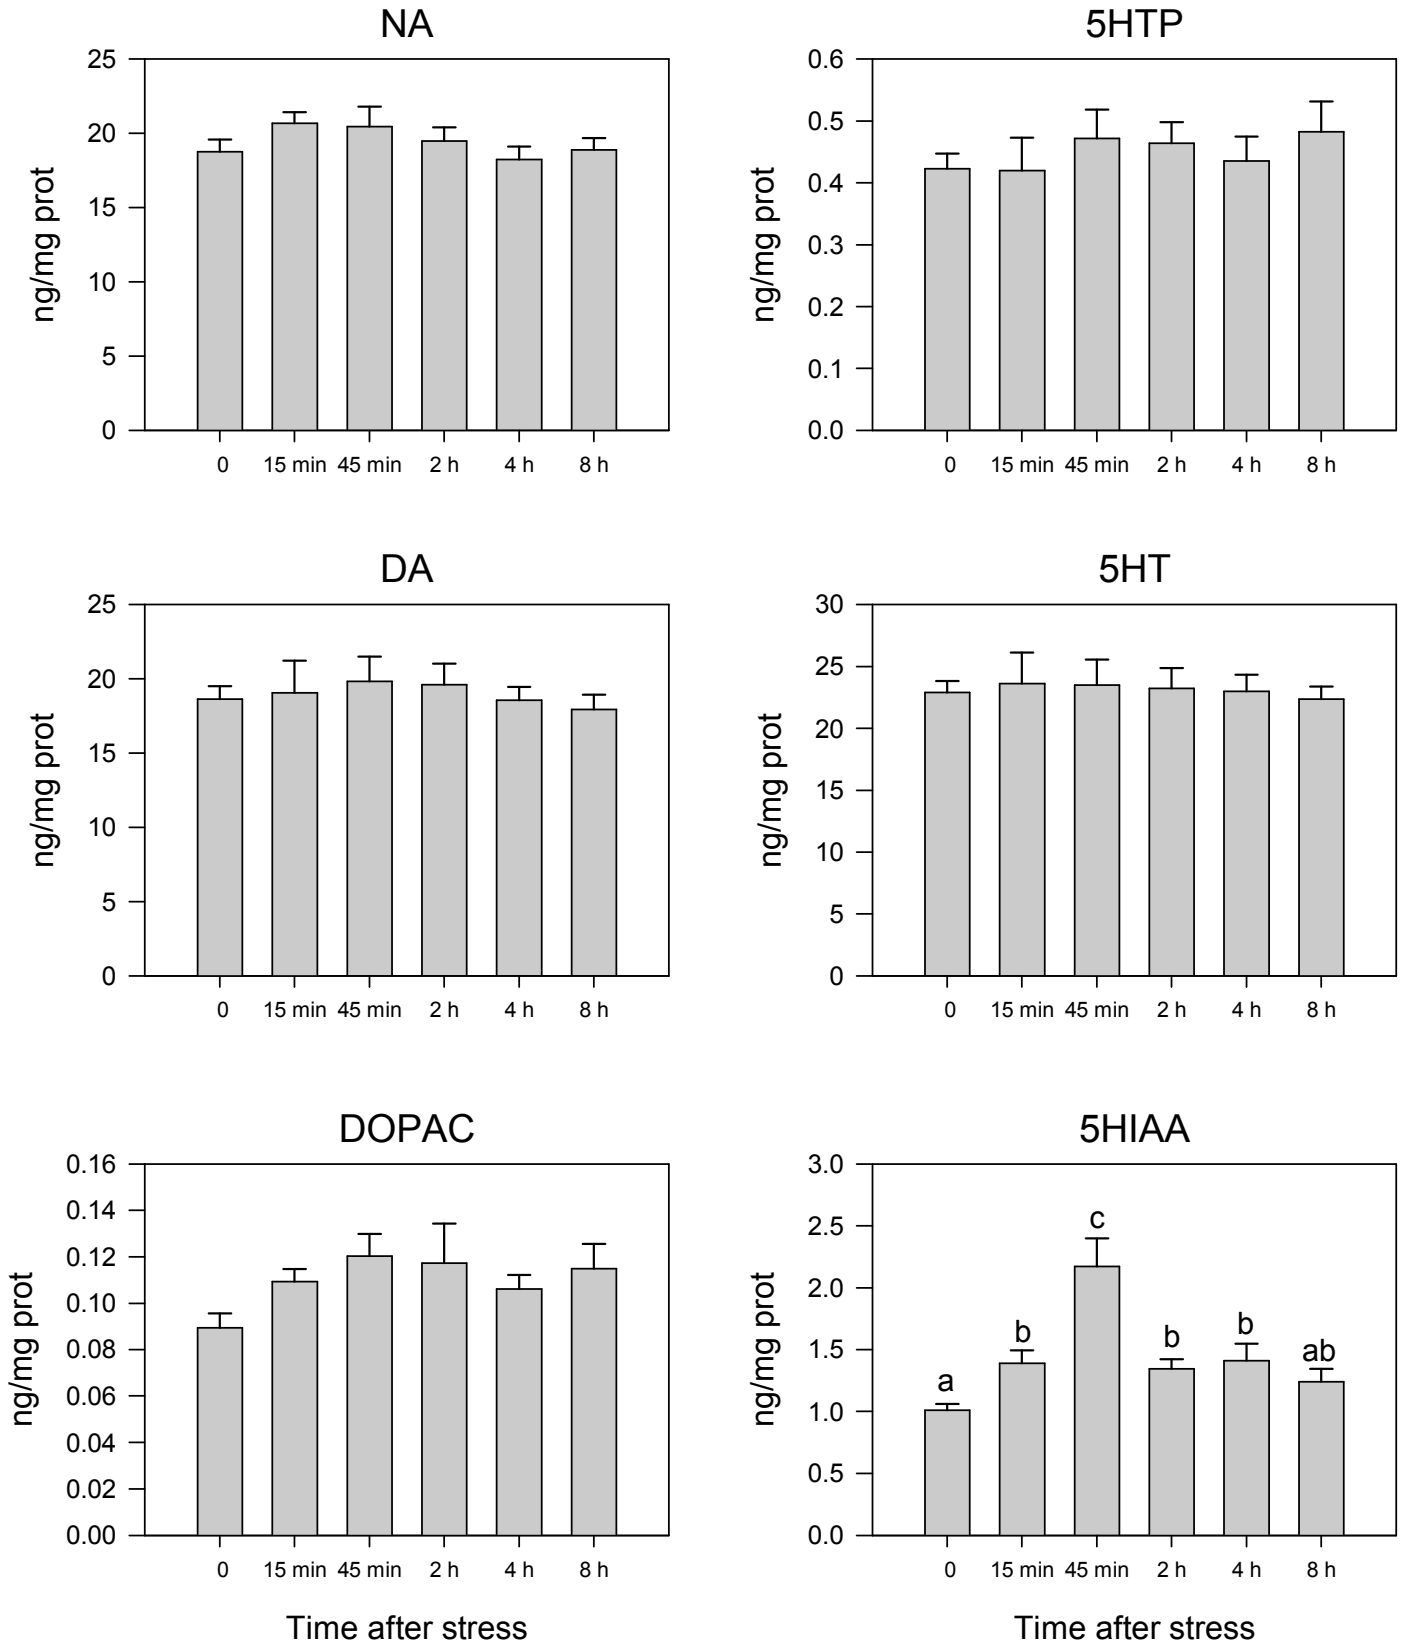 NA
25
20
15
10
5
0
ng/mg prot
0 15 min 45 min 2 h 4 h 8 h
5HTP
0.6
0.5
0.4
0.3
0.2
0.1
0.0
ng/mg prot
0 15 min 45 min 2 h 4 h 8 h
DA
25
20
15
10
5
0
ng/mg prot
0 15 min 45 min 2 h 4 h 8 h
5HT
30
25
20
15
10
5
0
ng/mg prot
0 15 min 45 min 2 h 4 h 8 h
DOPAC
0.16
0.14
0.12
0.10
0.08
0.06
0.04
0.02
0.00
ng/mg prot
0 15 min 45 min 2 h 4 h 8 h
Time after stress
5HIAA
3.0
2.5
2.0
1.5
1.0
0.5
0.0
ng/mg prot
a b c b b ab
0 15 min 45 min 2 h 4 h 8 h
Time after stress